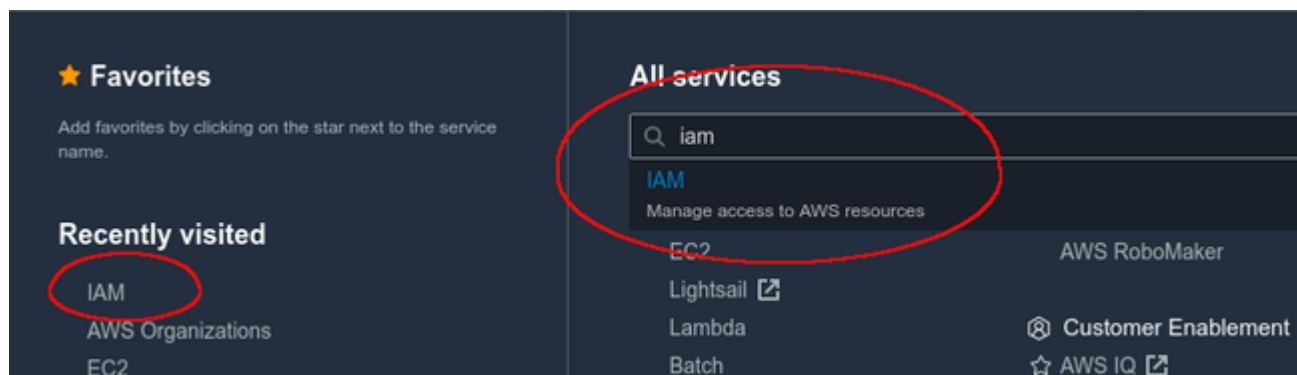 Favorites
Add favorites by clicking on the star next to the service
name.
Recently visited
IAM
AWS Organizations
EC2
All services
iam
IAM
Manage access to AWS resources
EC2
Lightsail
Lambda
Batch
AWS RoboMaker
Customer Enablement
AWS IQ